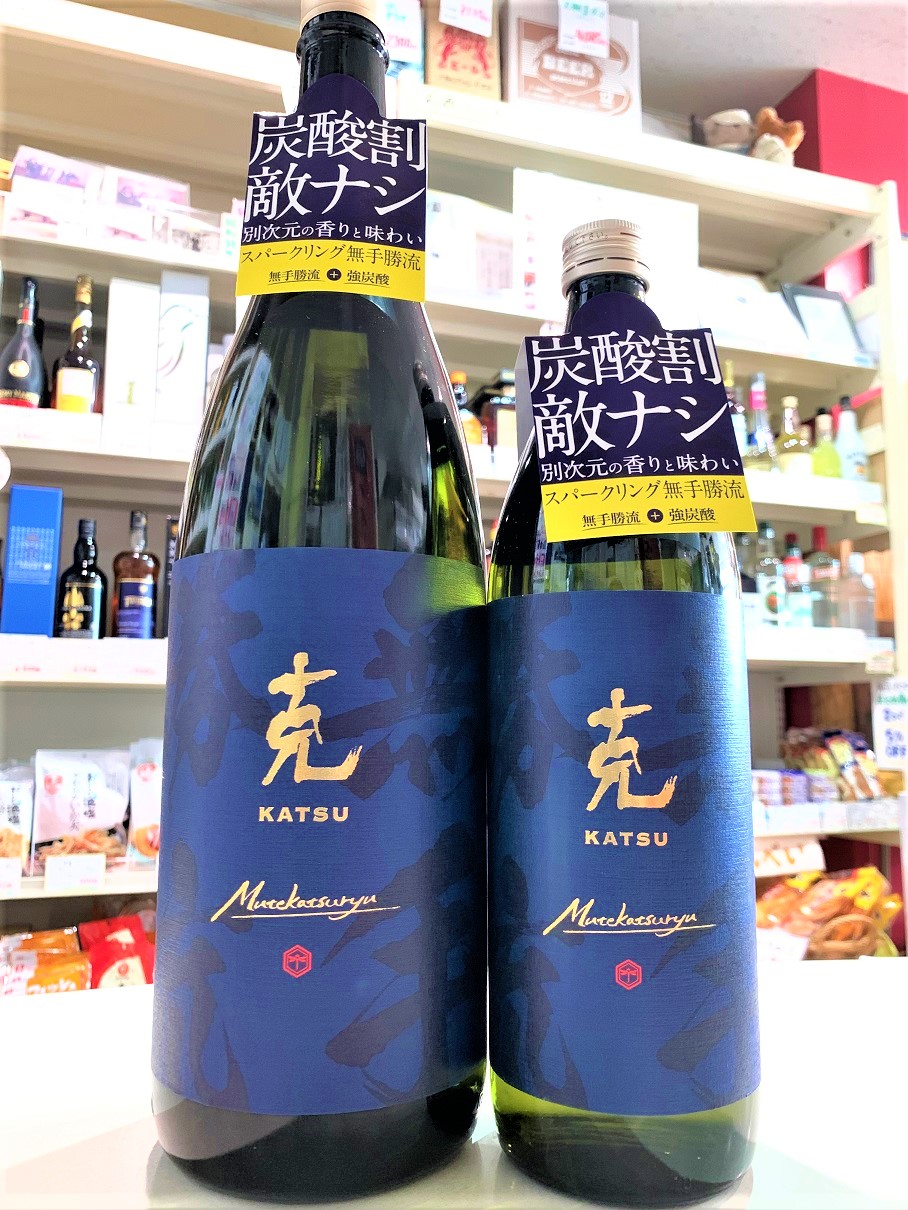 炭酸割
敵ナシ
別次元の香りと味わい
スパークリング無手勝流
無手勝流 + 強炭酸
克
KATSU
Mutekatsuryu
炭酸割
敵ナシ
別次元の香りと味わい
スパークリング無手勝流
無手勝流 + 強炭酸
克
KATSU
Mutekatsuryu
BEER